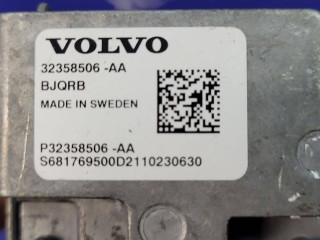 VOLVO
32358506 -AA
BJQRB
MADE IN SWEDEN
P32358506 -AA
S681769500D2110230630